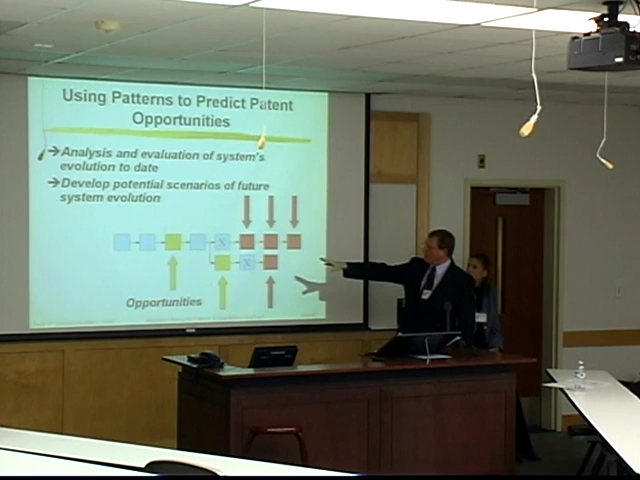 Using Patterns to Predict Patent
Opportunities
→Analysis and evaluation of system's
evolution to date
→Develop potential scenarios of future
system evolution
X
X
Opportunities